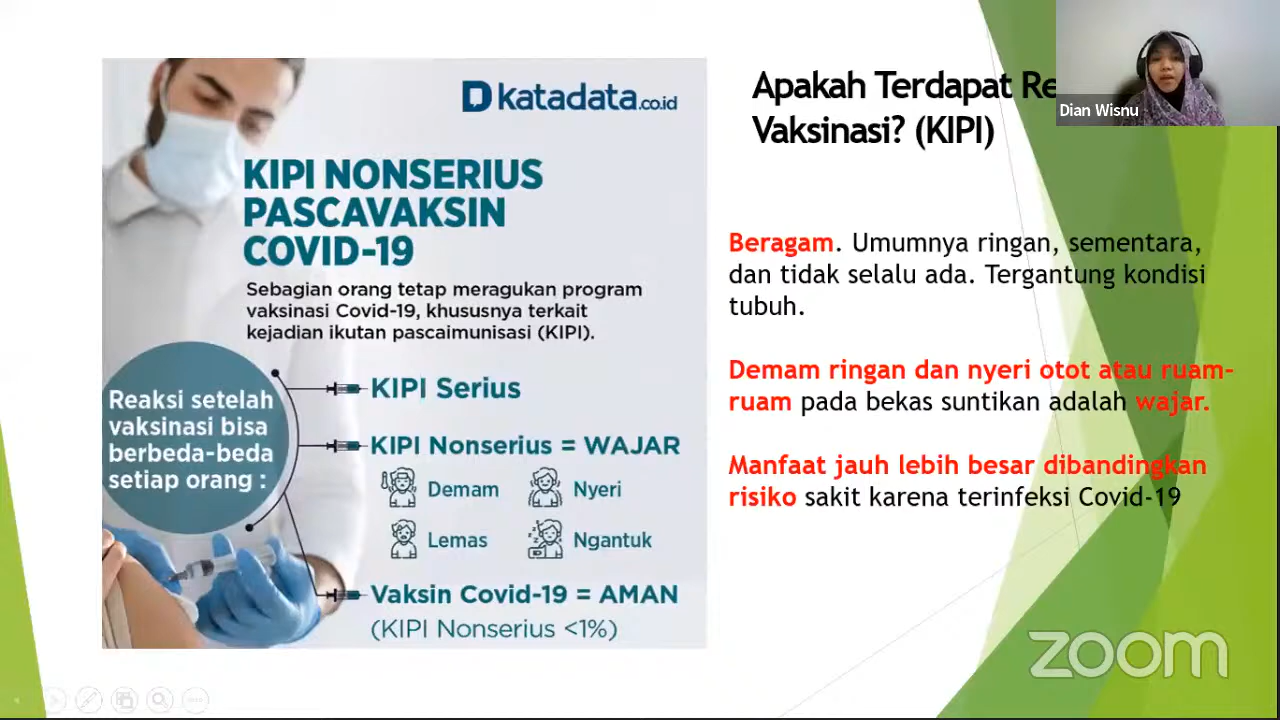 Dkatadata.co.id
KIPI NONSERIUS
PASCAVAKSIN
COVID-19
Sebagian orang tetap meragukan program
vaksinasi Covid-19, khususnya terkait
kejadian ikutan pascaimunisasi (KIPI).
Reaksi setelah
vaksinasi bisa
berbeda-beda
setiap orang :
KIPI Serius
KIPI Nonserius = WAJAR
Demam
Nyeri
Lemas
Ngantuk
Vaksin Covid-19 = AMAN
(KIPI Nonserius <1%)
Apakah Terdapat
Vaksinasi? (KIPI)
Beragam. Umumnya ringan, sementara,
dan tidak selalu ada. Tergantung kondisi
tubuh.
Demam ringan dan nyeri otot atau ruam-
ruam pada bekas suntikan adalah wajar.
Manfaat jauh lebih besar dibandingkan
risiko sakit karena terinfeksi Covid-19
Dian Wisnu
zoom